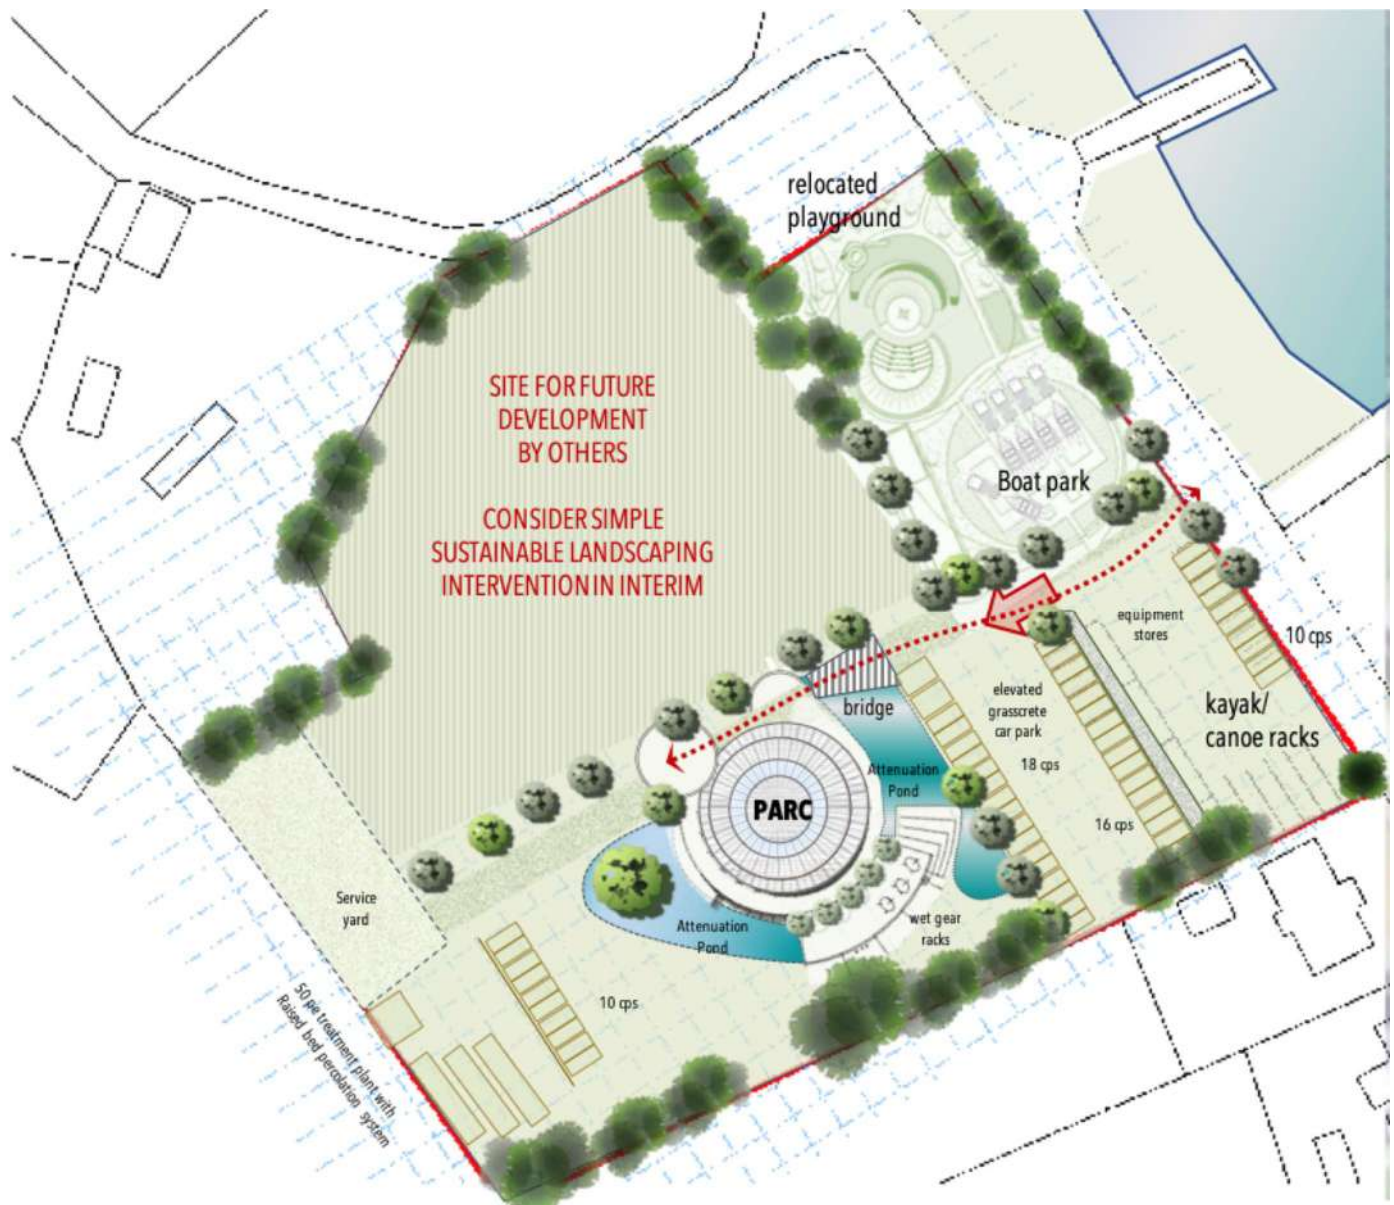 relocated
playground
SITE FOR FUTURE
DEVELOPMENT
BY OTHERS
CONSIDER SIMPLE
SUSTAINABLE LANDSCAPING
INTERVENTION IN INTERIM
Boat park
equipment
stores
10 cps
kayak/
canoe racks
elevated
grasscrete
car park
18 cps
16 cps
bridge
Attenuation
Pond
PARC
Service
yard
Attenuation
Pond
wet gear
racks
10 cps
50 pe treatment plant with
Raised bed percolation system